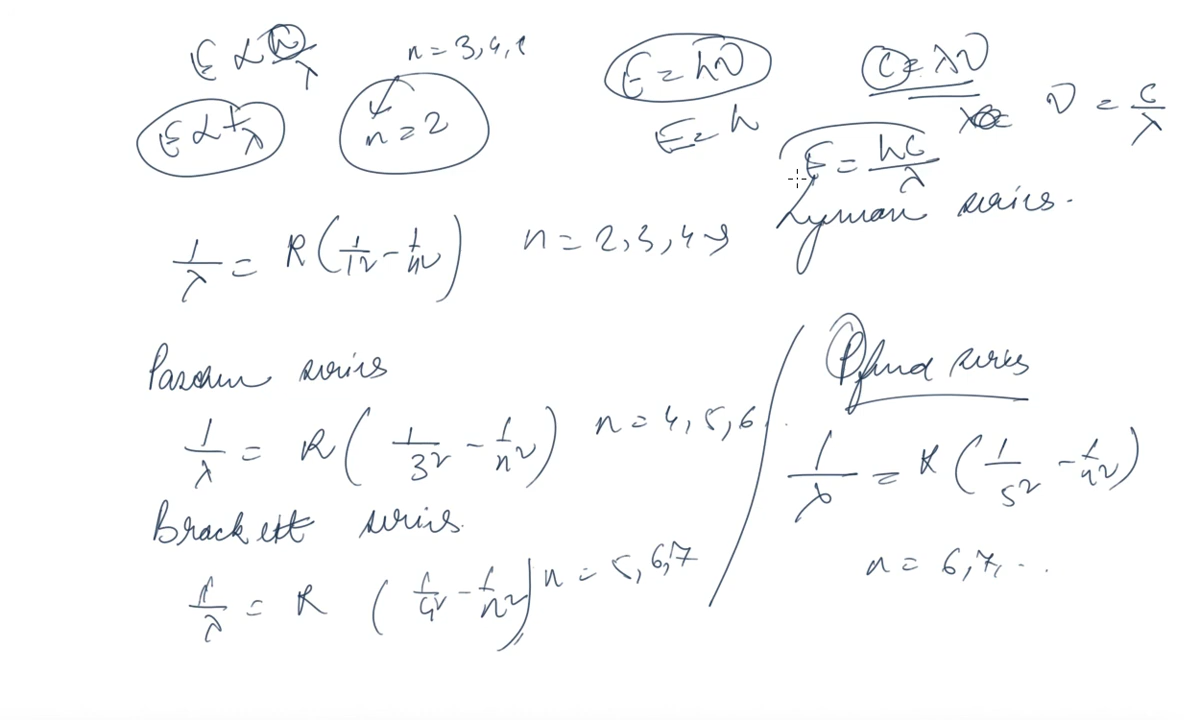 E ∝ h/λ
n = 3,4,
E = hν
C = λν
E ∝ 1/λ
n = 2
E = h
ν = c/λ
E = hc/λ
Lyman series.
1/λ = R(1/1² - 1/n²) n = 2,3,4
Paschen series
1/λ = R(1/3² - 1/n²) n = 4,5,6..
Brackett series.
1/λ = R(1/4² - 1/n²) n = 5,6,7
Pfund series
1/λ = R(1/5² - 1/n²)
n = 6,7,...